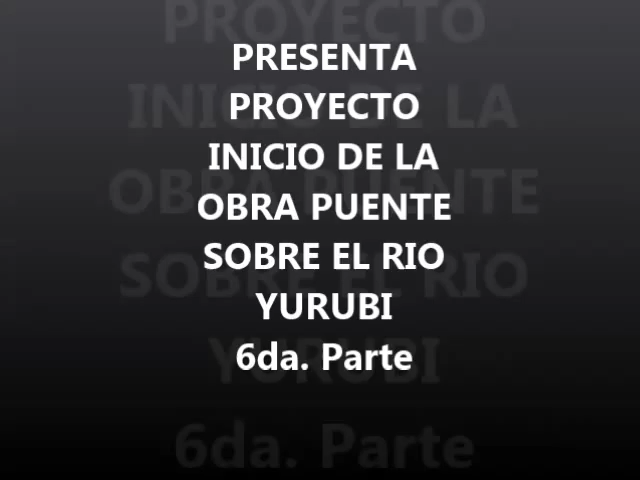 PRESENTA
PROYECTO
INICIO DE LA
OBRA PUENTE
SOBRE EL RIO
YURUBI
6da. Parte